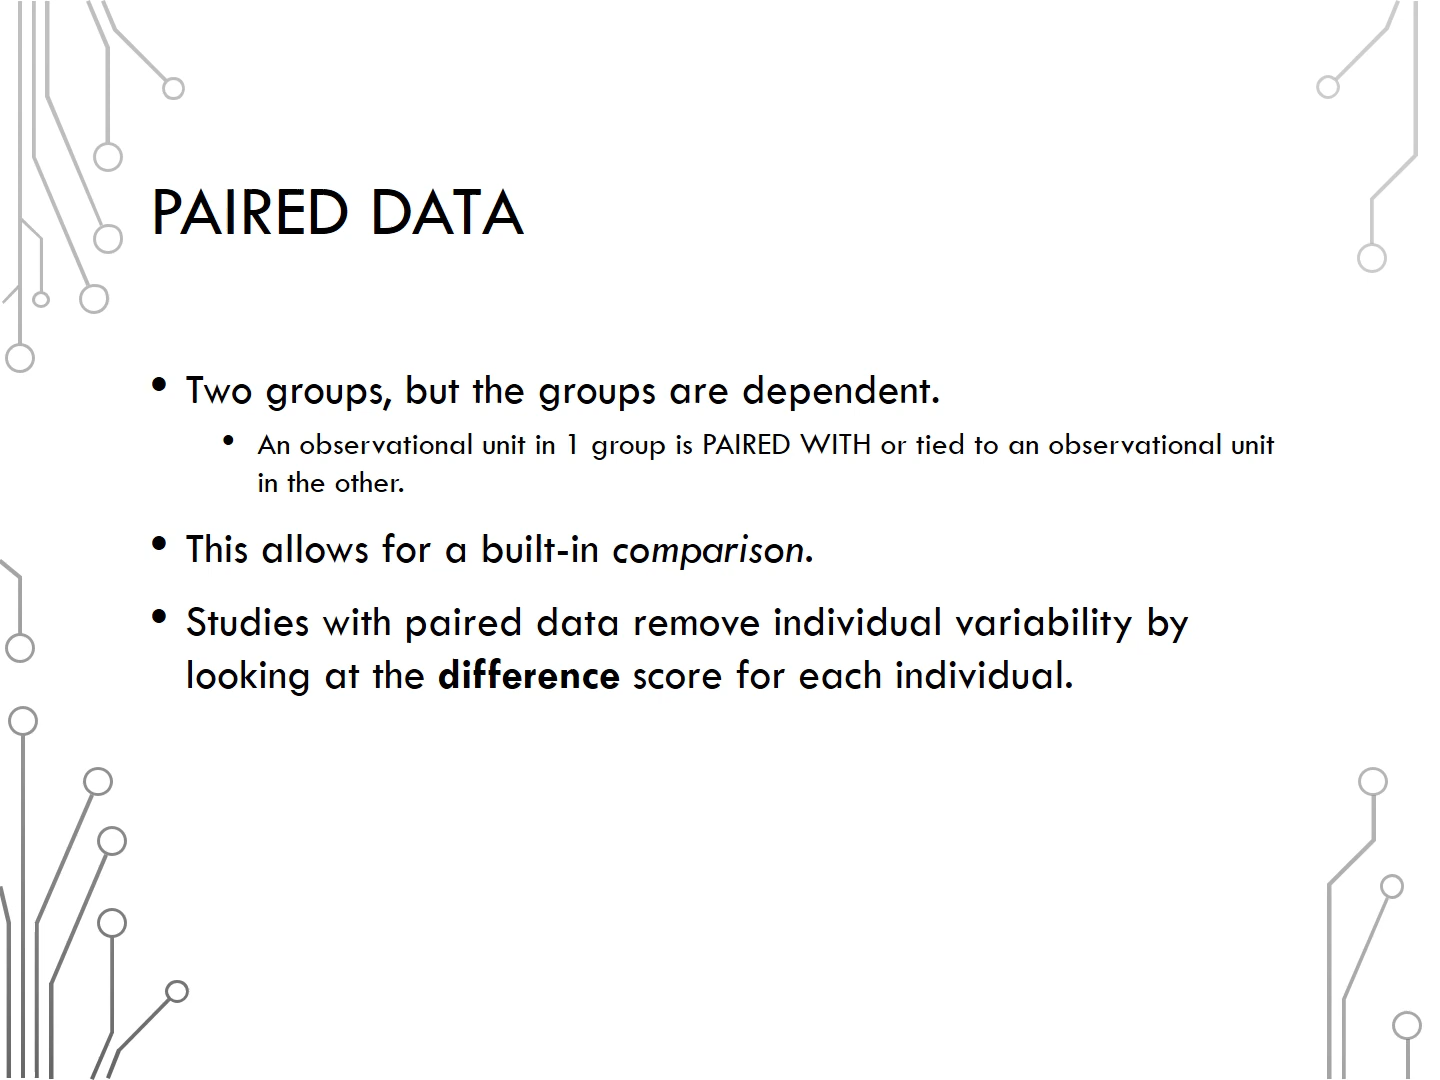 PAIRED DATA
• Two groups, but the groups are dependent.
• An observational unit in 1 group is PAIRED WITH or tied to an observational unit
in the other.
• This allows for a built-in comparison.
• Studies with paired data remove individual variability by
looking at the difference score for each individual.